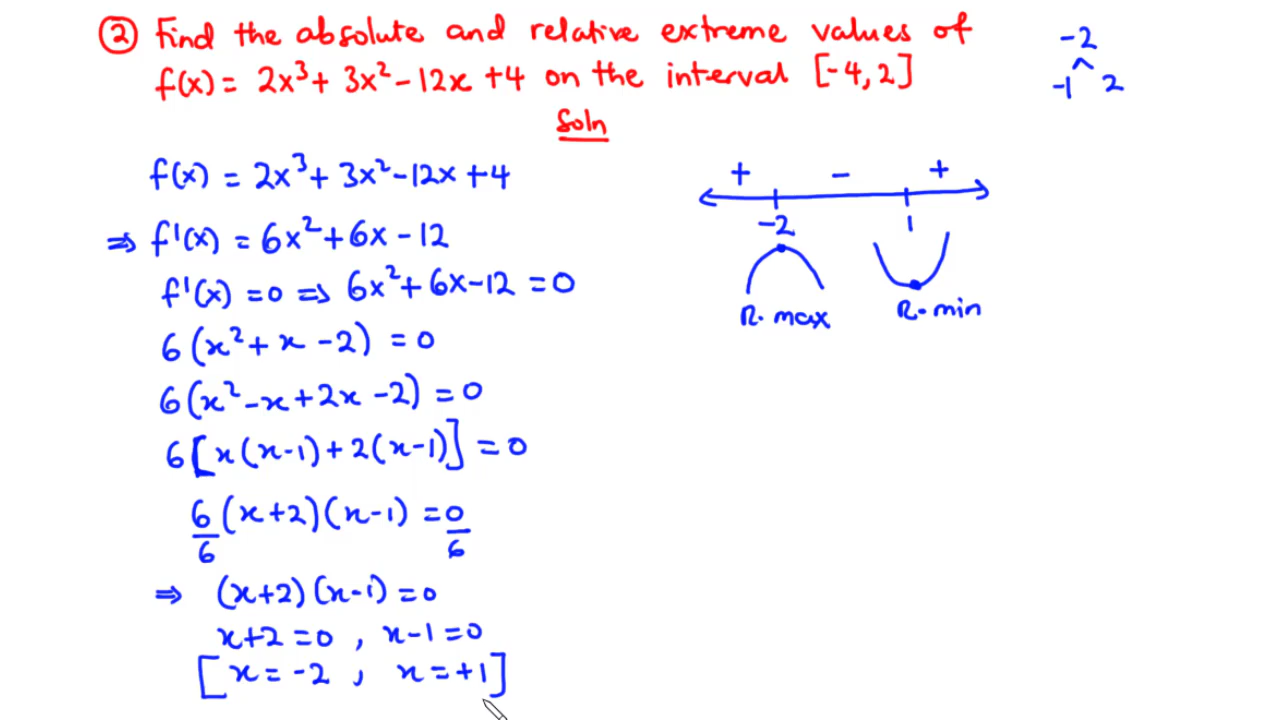 ② Find the absolute and relative extreme values of
f(x) = 2x³ + 3x² - 12x + 4 on the interval [-4, 2]
Soln
f(x) = 2x³ + 3x² - 12x + 4
⇒ f'(x) = 6x² + 6x - 12
f'(x) = 0 ⇒ 6x² + 6x - 12 = 0
6(x² + x - 2) = 0
6(x² - x + 2x - 2) = 0
6[x(x-1) + 2(x-1)] = 0
6/6 (x+2)(x-1) = 0/6
⇒ (x+2)(x-1) = 0
x+2 = 0 , x-1 = 0
[x = -2 , x = +1]
-2
^
-1 2
+ - +
-2 1
R. max R. min